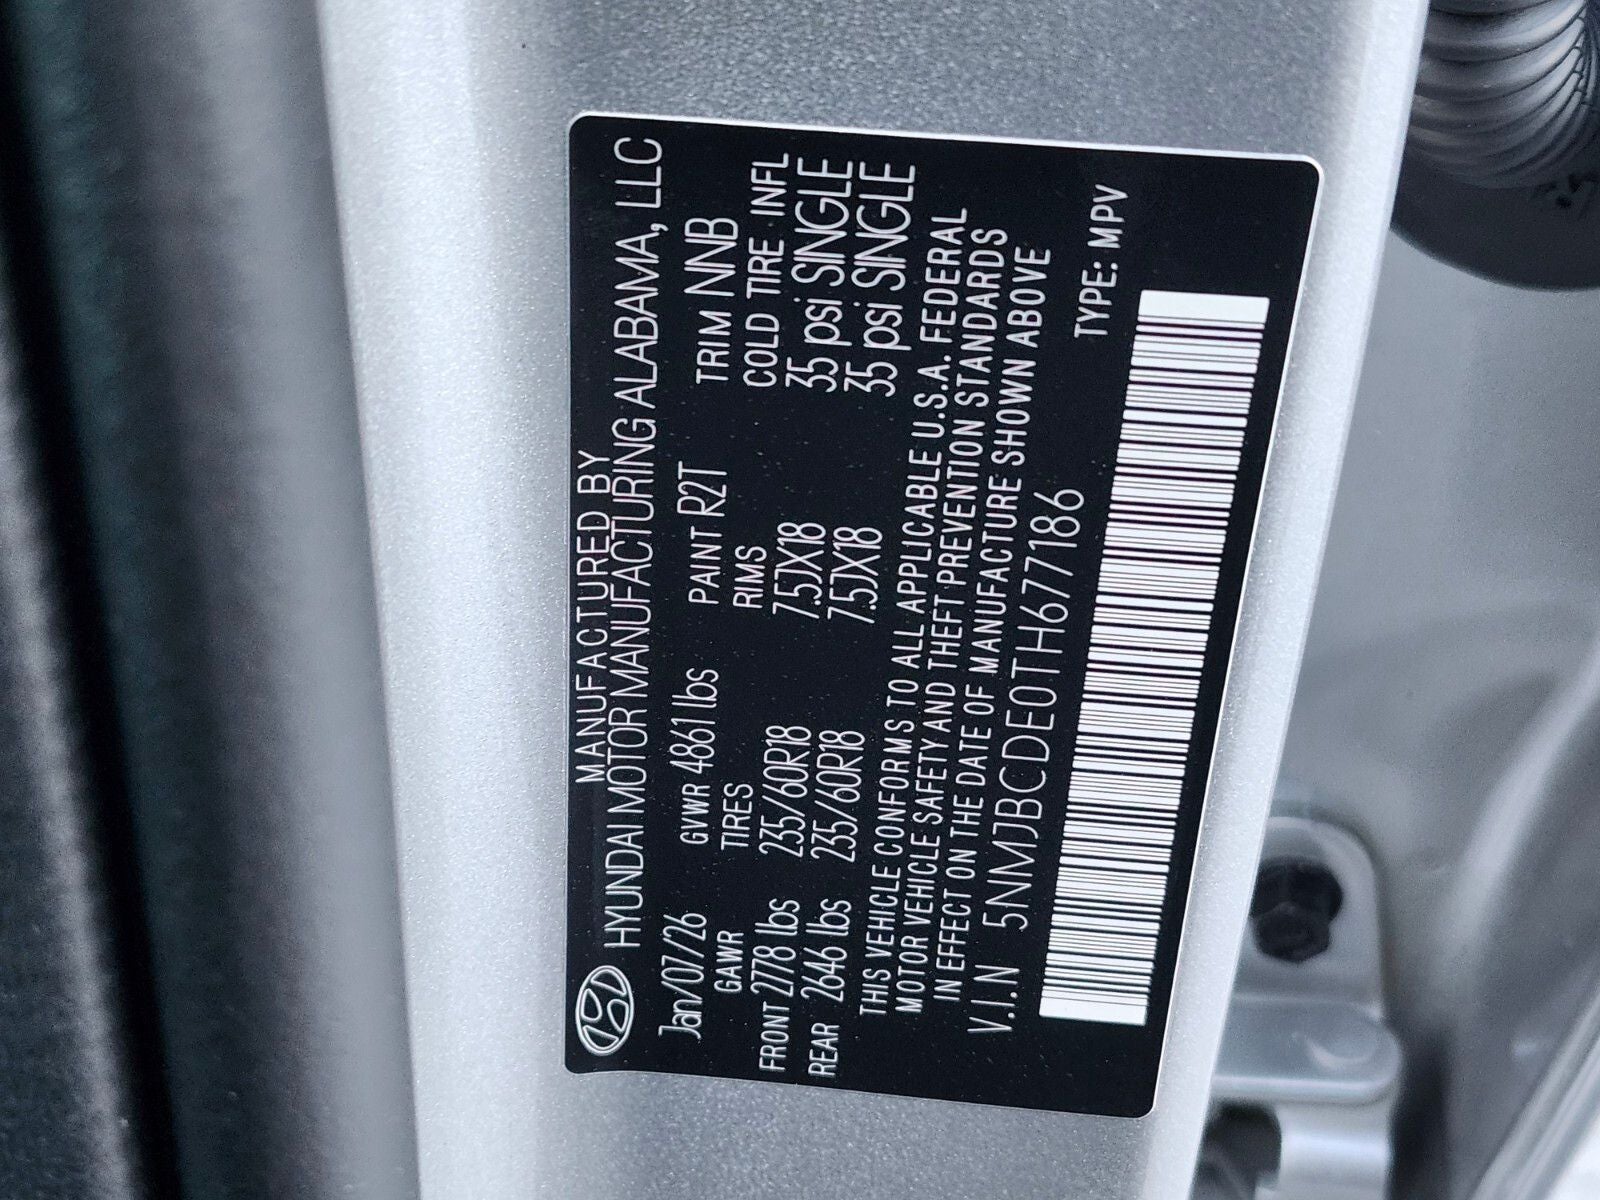 MANUFACTURED BY
HYUNDAI MOTOR MANUFACTURING ALABAMA, LLC
Jan/07/26 GVWR 4861 lbs PAINT R2T TRIM NNB
GAWR TIRES RIMS COLD TIRE INFL
FRONT 2778 lbs 235/60R18 7.5JX18 35 psi SINGLE
REAR 2646 lbs 235/60R18 7.5JX18 35 psi SINGLE
THIS VEHICLE CONFORMS TO ALL APPLICABLE U.S.A. FEDERAL
MOTOR VEHICLE SAFETY AND THEFT PREVENTION STANDARDS
IN EFFECT ON THE DATE OF MANUFACTURE SHOWN ABOVE
V.I.N 5NMJBCDE0TH677186 TYPE: MPV